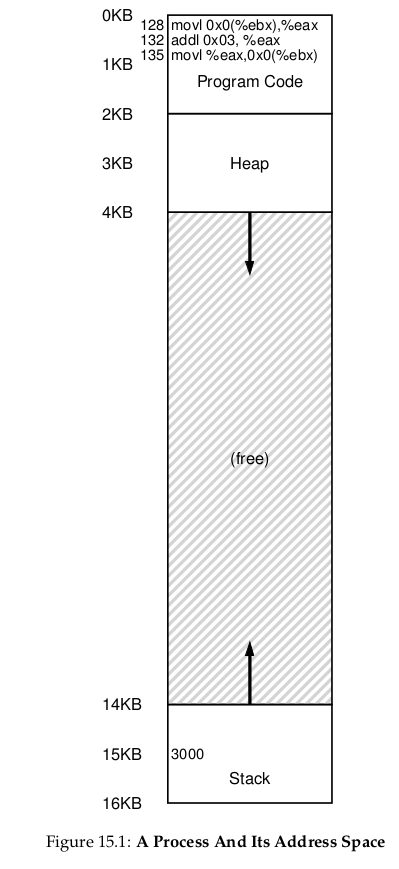 0KB
128 movl 0x0(%ebx),%eax
132 addl 0x03, %eax
135 movl %eax,0x0(%ebx)
1KB
Program Code
2KB
3KB
Heap
4KB
(free)
14KB
15KB
3000
Stack
16KB
Figure 15.1: A Process And Its Address Space